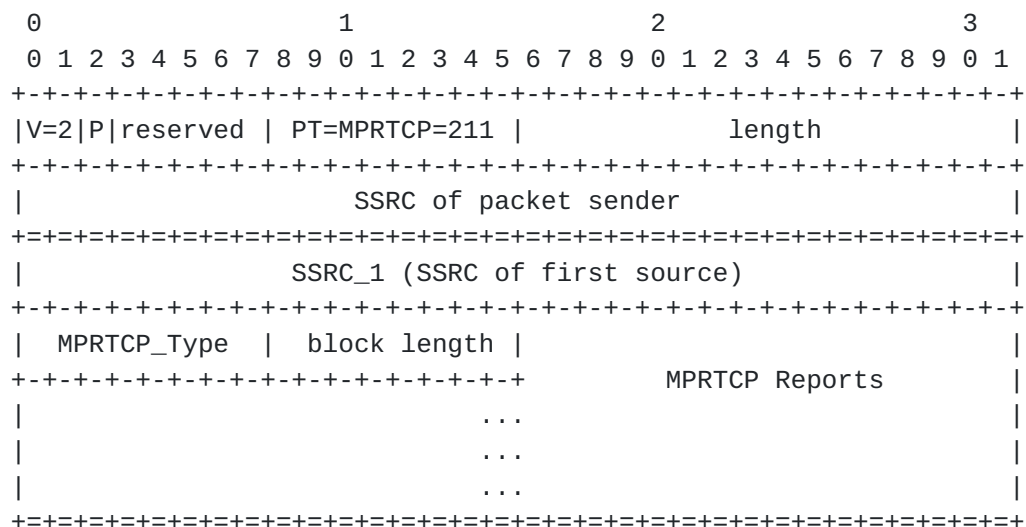 0                   1                   2                   3
 0 1 2 3 4 5 6 7 8 9 0 1 2 3 4 5 6 7 8 9 0 1 2 3 4 5 6 7 8 9 0 1
+-+-+-+-+-+-+-+-+-+-+-+-+-+-+-+-+-+-+-+-+-+-+-+-+-+-+-+-+-+-+-+-+
|V=2|P|reserved | PT=MPRTCP=211 |             length            |
+-+-+-+-+-+-+-+-+-+-+-+-+-+-+-+-+-+-+-+-+-+-+-+-+-+-+-+-+-+-+-+-+
|                     SSRC of packet sender                     |
+=+=+=+=+=+=+=+=+=+=+=+=+=+=+=+=+=+=+=+=+=+=+=+=+=+=+=+=+=+=+=+=+
|                 SSRC_1 (SSRC of first source)                 |
+-+-+-+-+-+-+-+-+-+-+-+-+-+-+-+-+-+-+-+-+-+-+-+-+-+-+-+-+-+-+-+-+
|  MPRTCP_Type  |  block length |                               |
+-+-+-+-+-+-+-+-+-+-+-+-+-+-+-+-+         MPRTCP Reports        |
|                             ...                               |
|                             ...                               |
|                             ...                               |
+=+=+=+=+=+=+=+=+=+=+=+=+=+=+=+=+=+=+=+=+=+=+=+=+=+=+=+=+=+=+=+=+